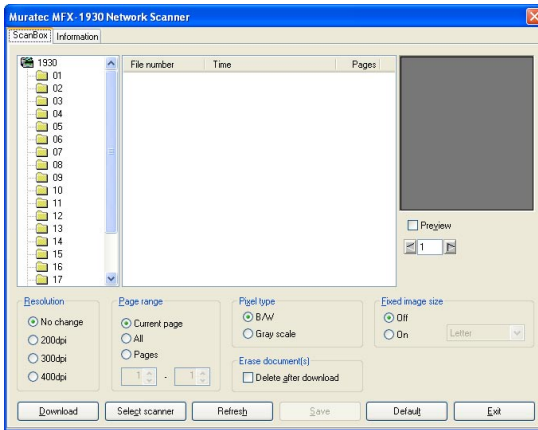 Muratec MFX-1930 Network Scanner
ScanBox Information
1930
01
02
03
04
05
06
07
08
09
10
11
12
13
14
15
16
17
File number Time Pages
Preview
1
Resolution
No change
200dpi
300dpi
400dpi
Page range
Current page
All
Pages
1 - 1
Pixel type
B/W
Gray scale
Erase document(s)
Delete after download
Fixed image size
Off
On Letter
Download Select scanner Refresh Save Default Exit